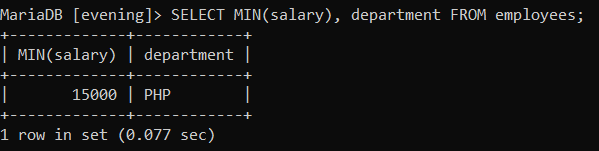 MariaDB [evening]> SELECT MIN(salary), department FROM employees;
+-------------+------------+
| MIN(salary) | department |
+-------------+------------+
|       15000 | PHP        |
+-------------+------------+
1 row in set (0.077 sec)